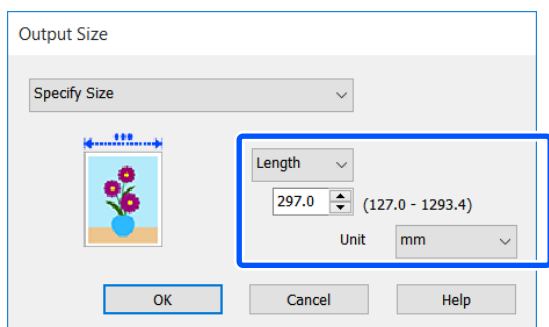 Output Size
Specify Size
Length
297.0 (127.0 - 1293.4)
Unit mm
OK Cancel Help